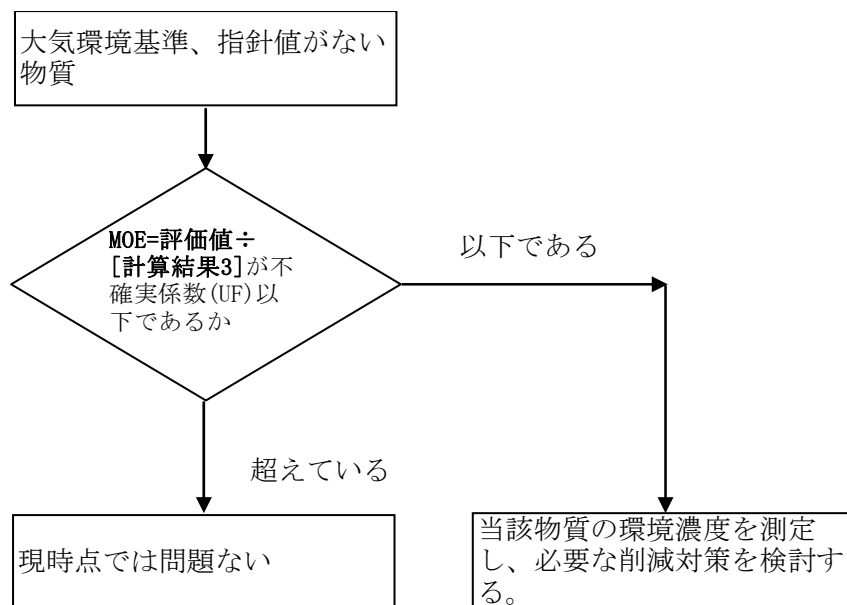 大気環境基準、指針値がない
物質
MOE=評価値÷
[計算結果3]が不
確実係数(UF)以
下であるか
以下である
超えている
現時点では問題ない
当該物質の環境濃度を測定
し、必要な削減対策を検討す
る。